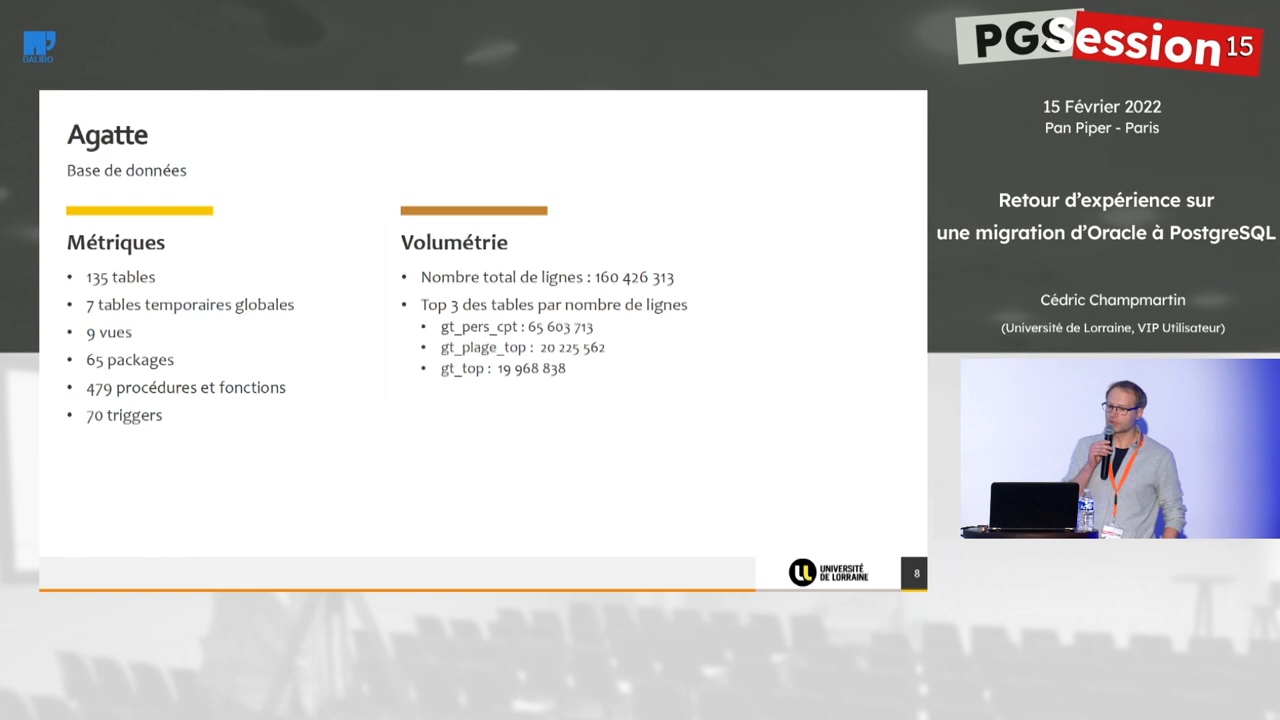 DALIBO
PGSession 15
15 Février 2022
Pan Piper - Paris
Retour d'expérience sur
une migration d'Oracle à PostgreSQL
Cédric Champmartin
(Université de Lorraine, VIP Utilisateur)
Agatte
Base de données
Métriques
• 135 tables
• 7 tables temporaires globales
• 9 vues
• 65 packages
• 479 procédures et fonctions
• 70 triggers
Volumétrie
• Nombre total de lignes : 160 426 313
• Top 3 des tables par nombre de lignes
• gt_pers_cpt : 65 603 713
• gt_plage_top : 20 225 562
• gt_top : 19 968 838
UNIVERSITÉ
DE LORRAINE
8